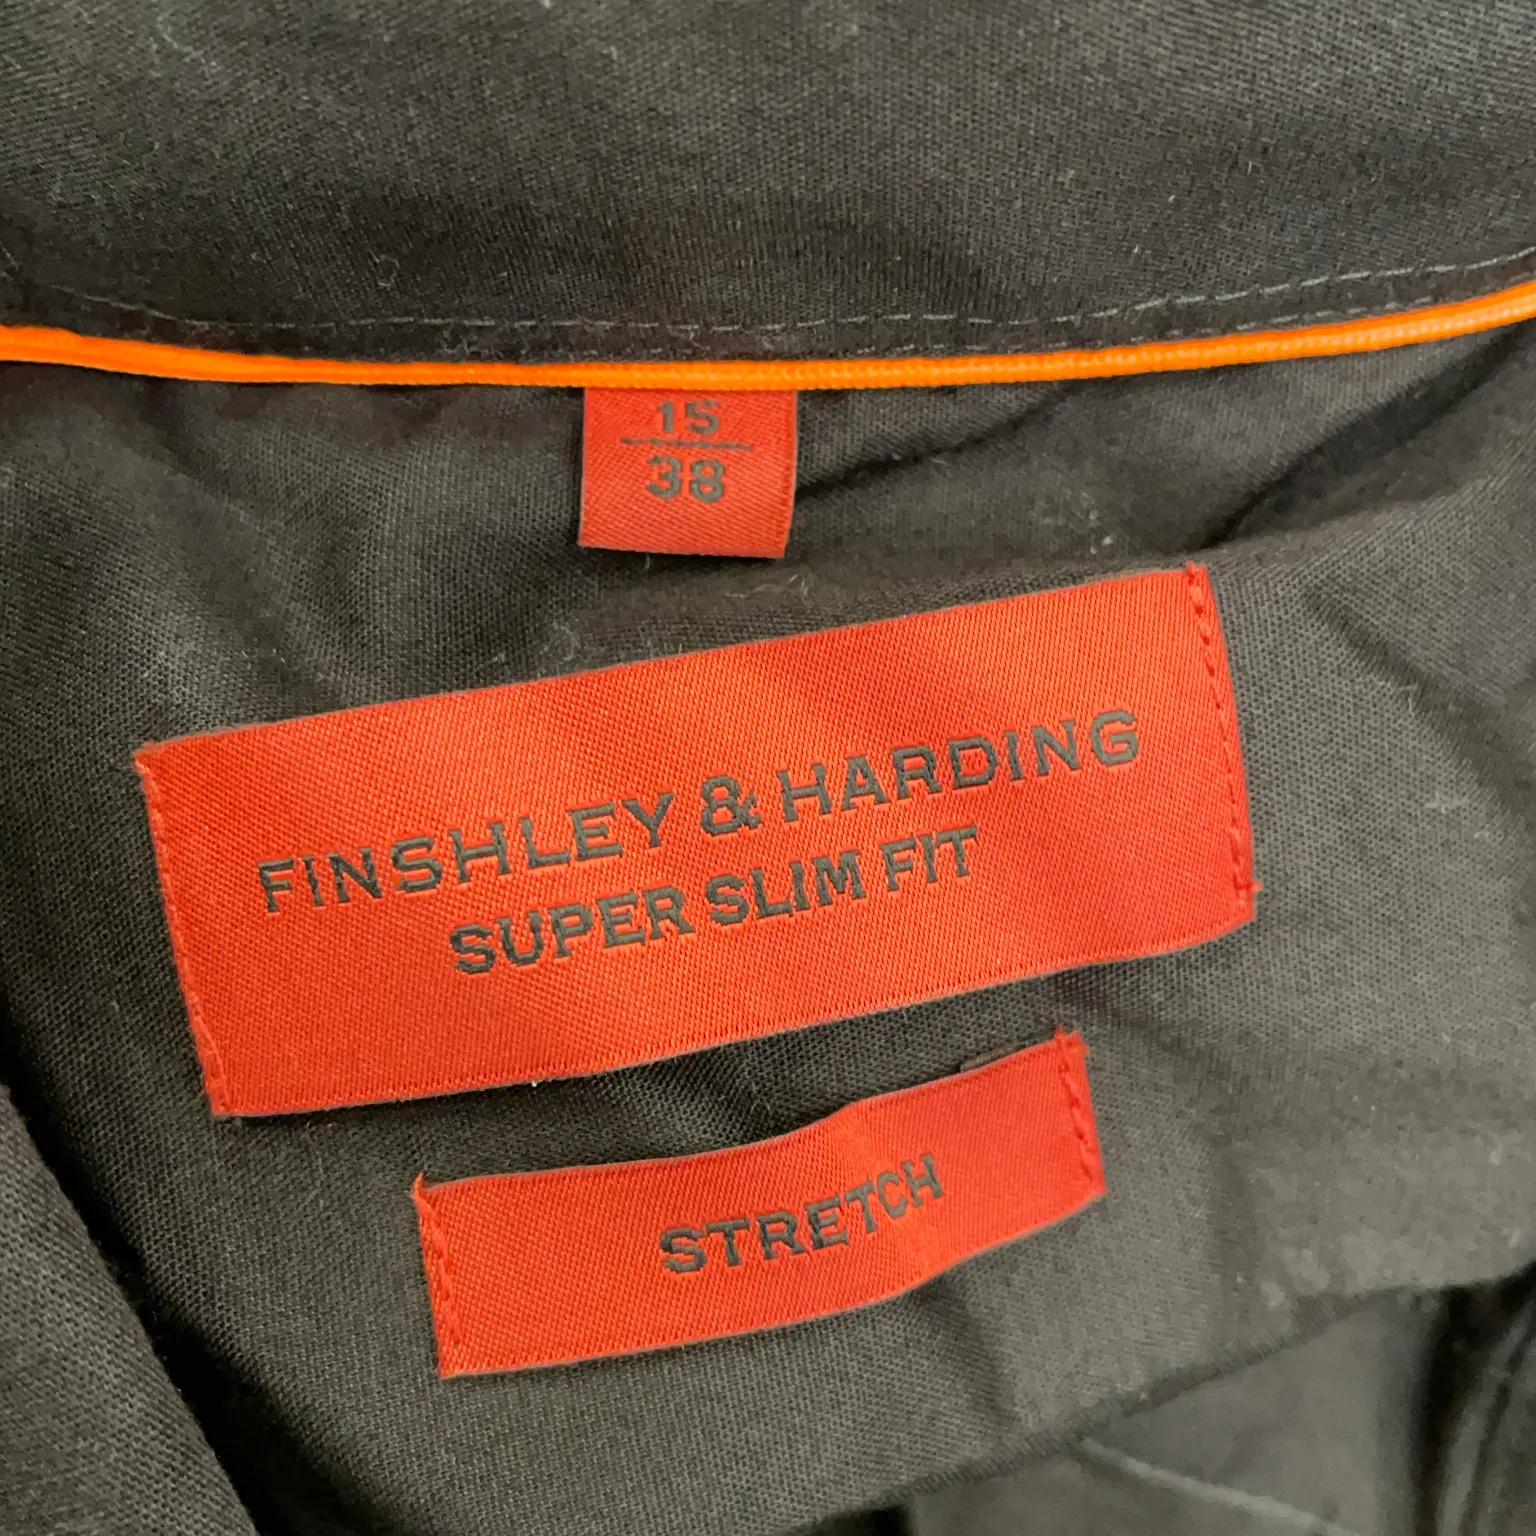 15
38
FINSHLEY & HARDING
SUPER SLIM FIT
STRETCH